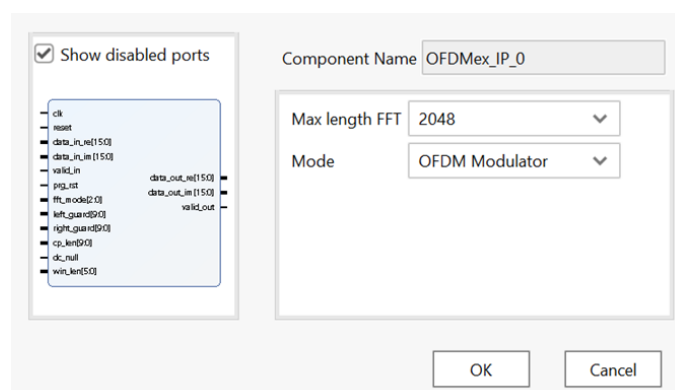 Show disabled ports
Component Name OFDMex_IP_0
clk
reset
data_in_re[15:0]
data_in_im [15:0]
valid_in
prg_rst
fft_mode[2:0]
left_guard[9:0]
right_guard[9:0]
cp_len[9:0]
dc_null
win_len[5:0]
data_out_re[15:0]
data_out_im [15:0]
valid_out
Max length FFT 2048
Mode OFDM Modulator
OK Cancel